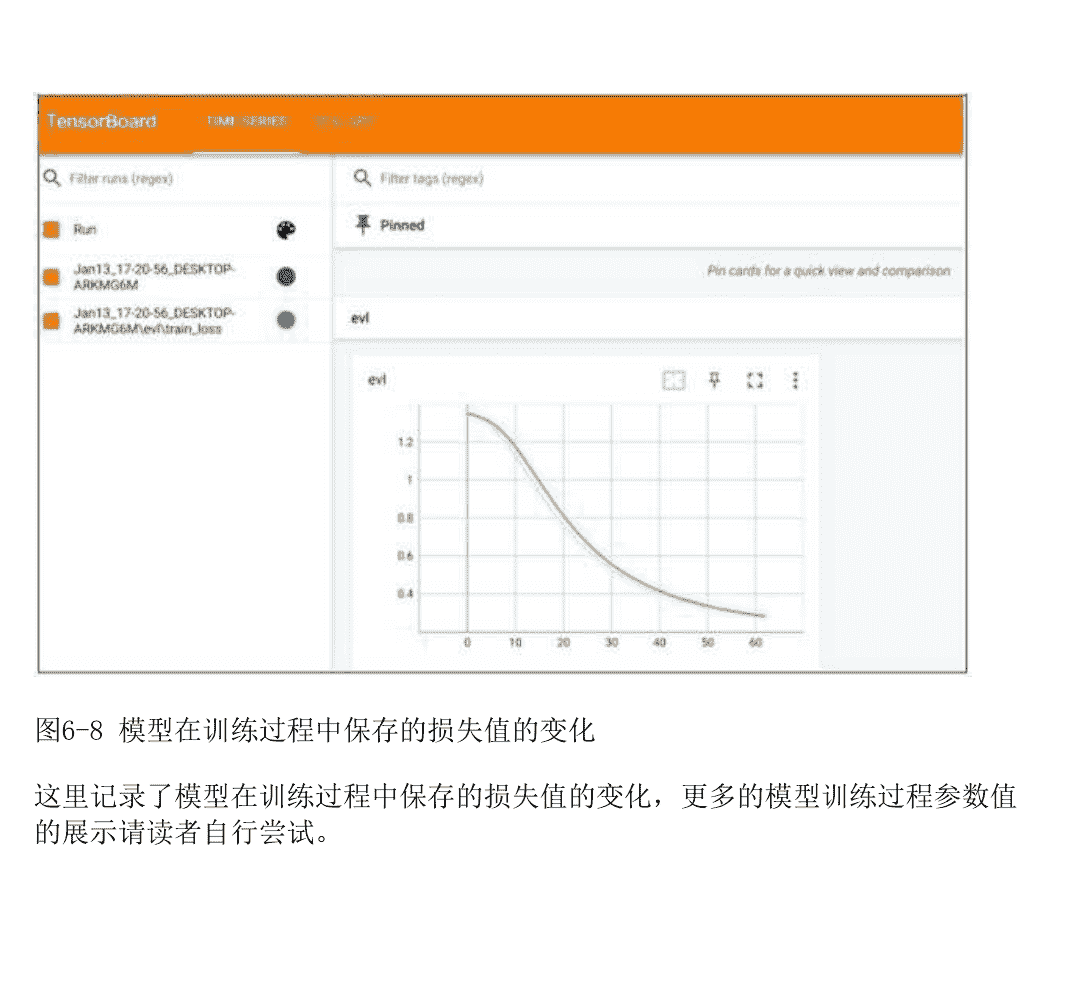 TensorBoard
TIME SERIES
Filter runs (regex)
Filter tags (regex)
Run
Pinned
Jan13_17-20-56_DESKTOP-
ARKMG6M
Pin cards for a quick view and comparison
Jan13_17-20-56_DESKTOP-
ARKMG6M\evl\train_loss
evl
evl
1.2
1
0.8
0.6
0.4
0 10 20 30 40 50 60
图6-8 模型在训练过程中保存的损失值的变化
这里记录了模型在训练过程中保存的损失值的变化，更多的模型训练过程参数值
的展示请读者自行尝试。